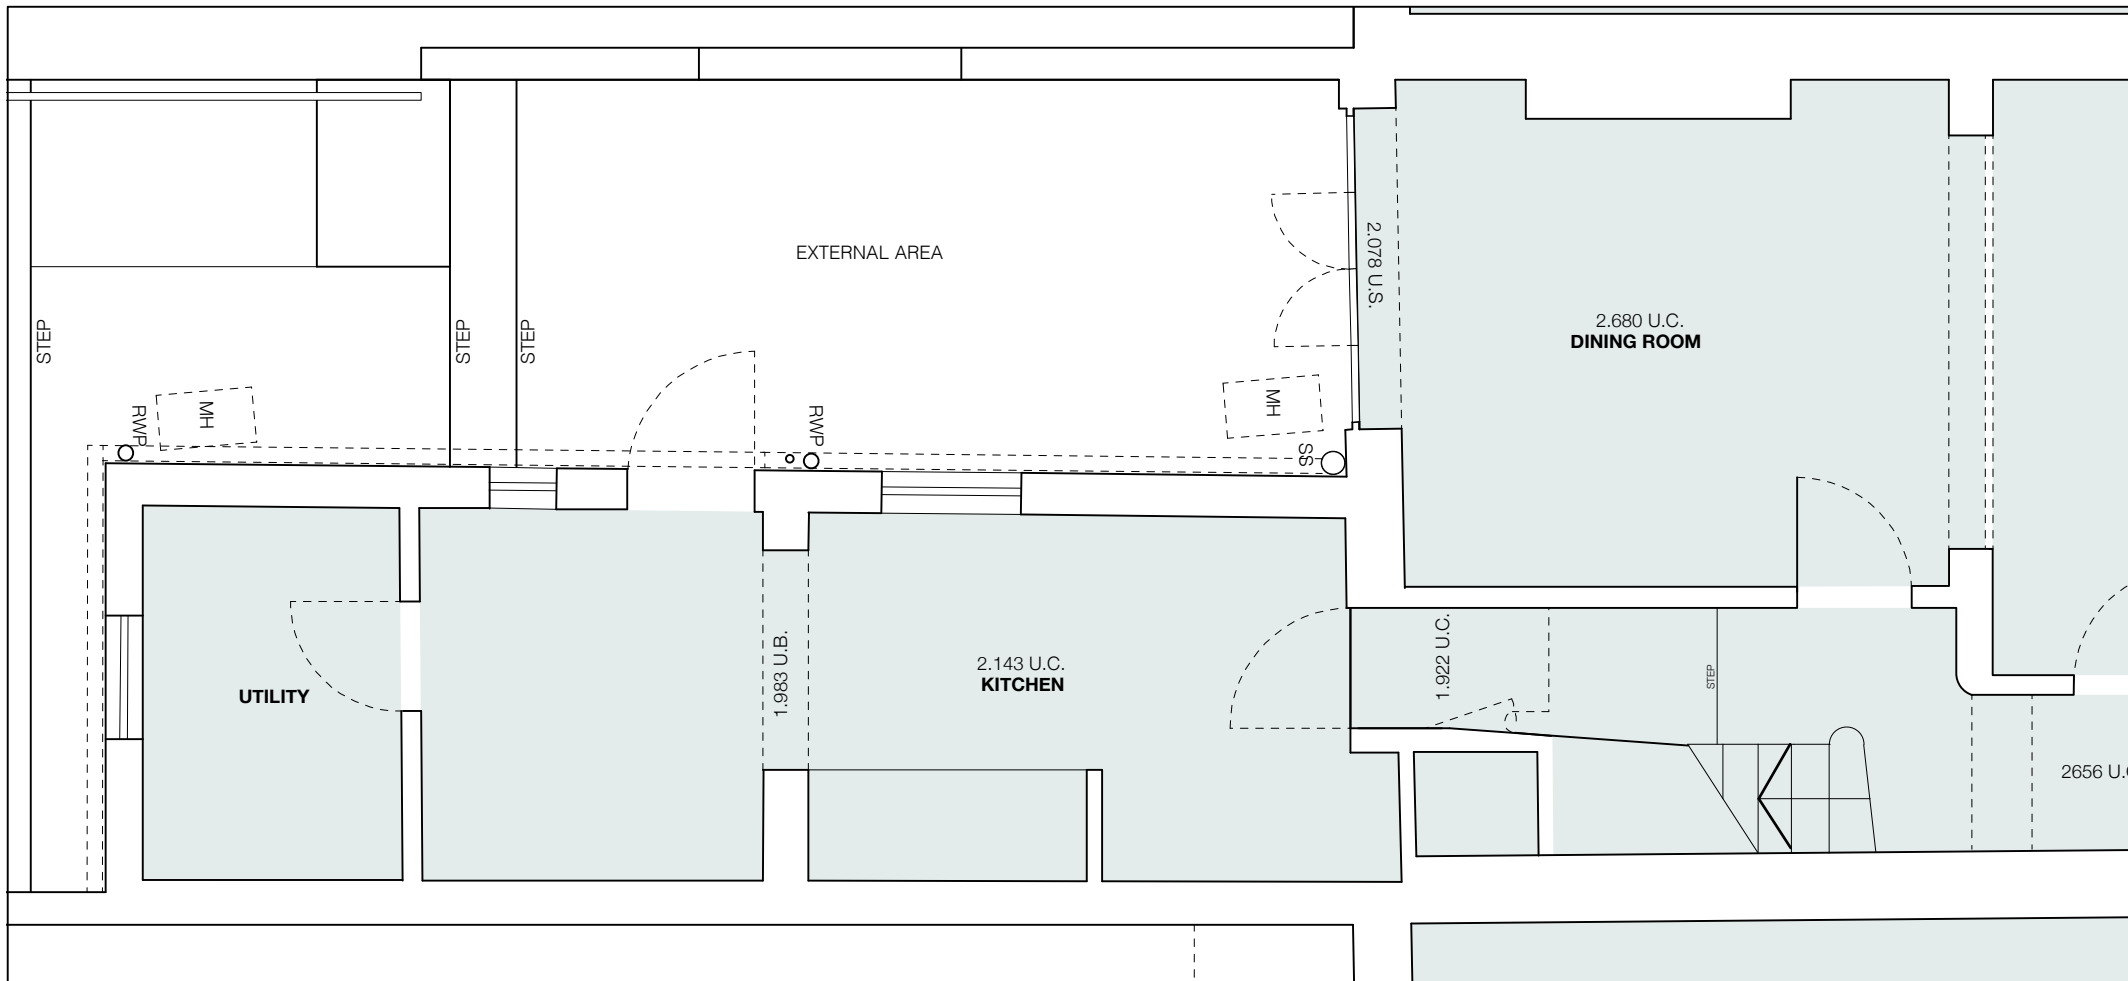 EXTERNAL AREA
2.078 U.S.
2.680 U.C.
DINING ROOM
STEP
STEP
STEP
RWP
MH
RWP
MH
SS
UTILITY
1.983 U.B.
2.143 U.C.
KITCHEN
1.922 U.C.
STEP
2656 U.